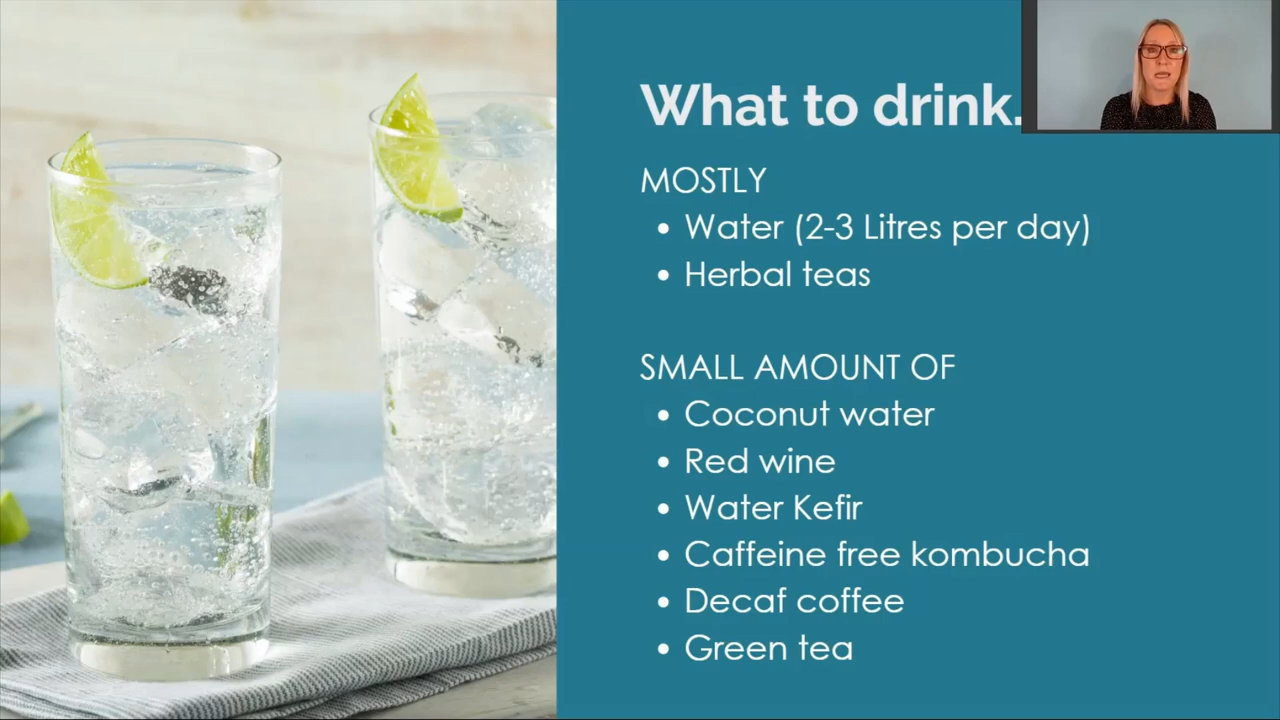 What to drink.
MOSTLY
• Water (2-3 Litres per day)
• Herbal teas
SMALL AMOUNT OF
• Coconut water
• Red wine
• Water Kefir
• Caffeine free kombucha
• Decaf coffee
• Green tea